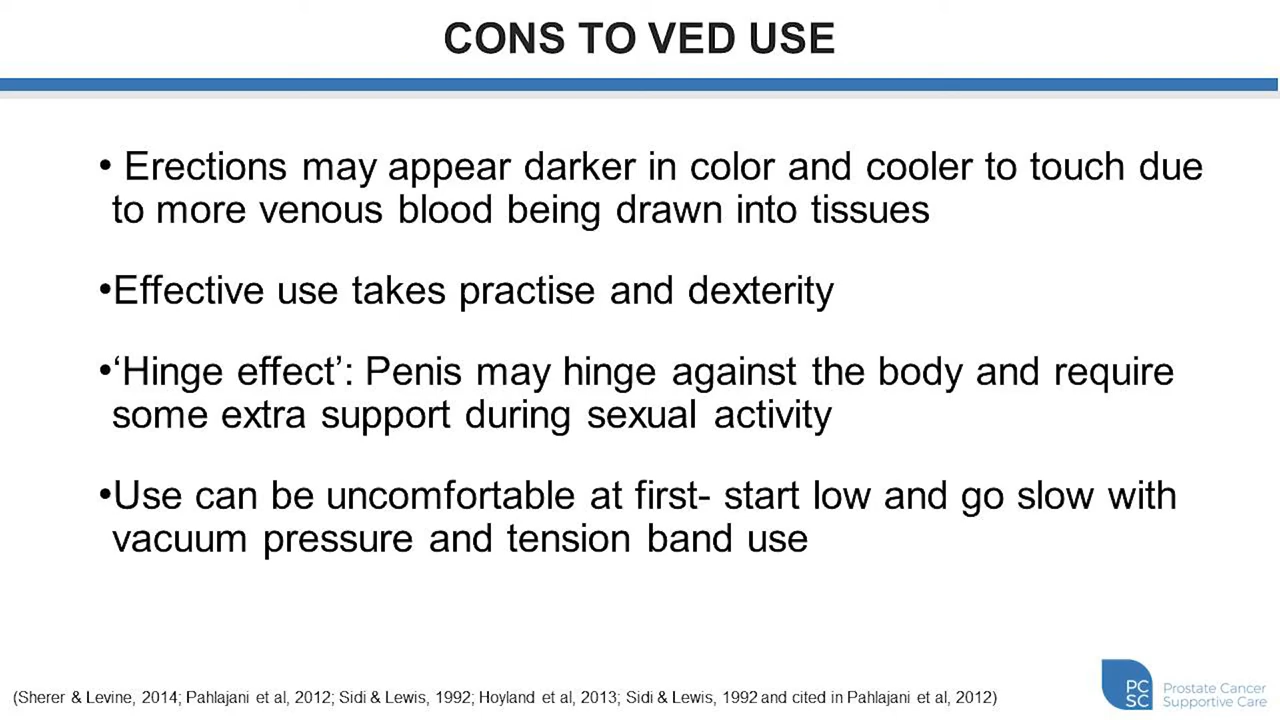 CONS TO VED USE
• Erections may appear darker in color and cooler to touch due
to more venous blood being drawn into tissues
•Effective use takes practise and dexterity
•‘Hinge effect’: Penis may hinge against the body and require
some extra support during sexual activity
•Use can be uncomfortable at first- start low and go slow with
vacuum pressure and tension band use
(Sherer & Levine, 2014; Pahlajani et al, 2012; Sidi & Lewis, 1992; Hoyland et al, 2013; Sidi & Lewis, 1992 and cited in Pahlajani et al, 2012)
PC
SC
Prostate Cancer
Supportive Care